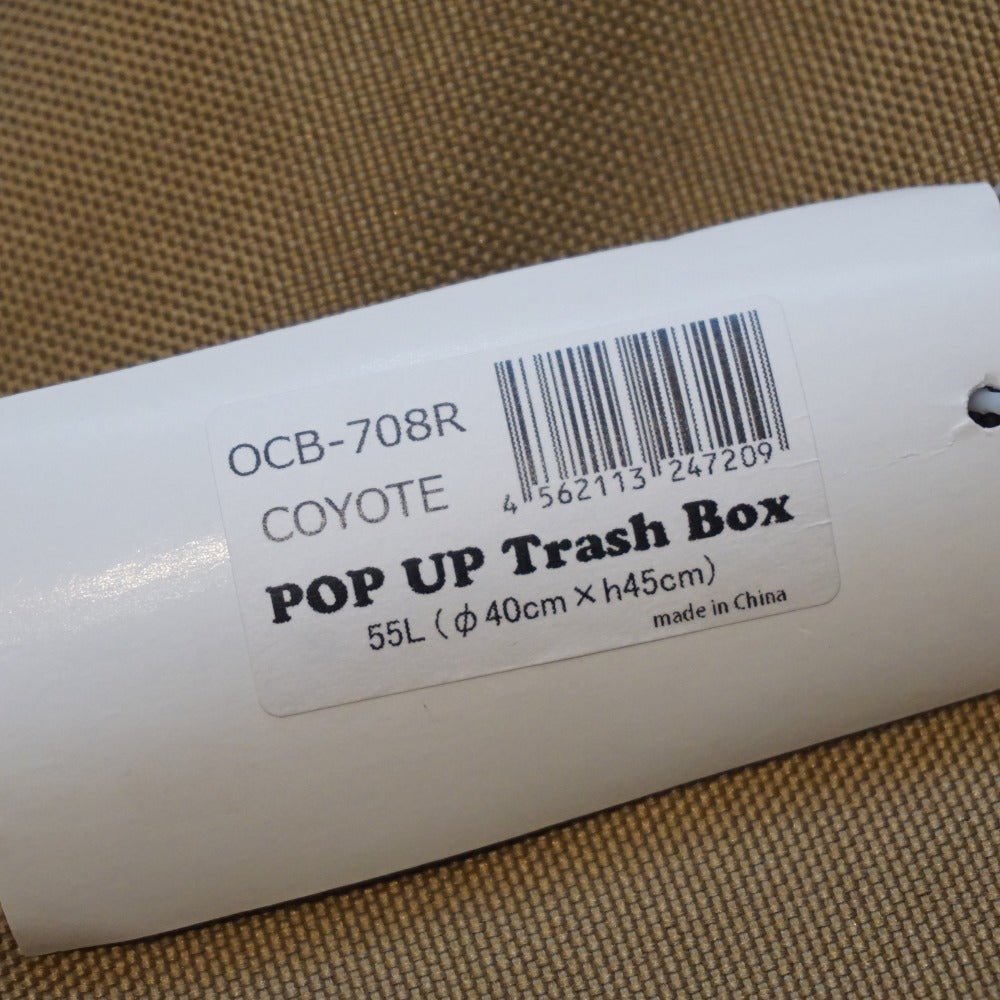 OCB-708R
COYOTE
4 562113 247209
POP UP Trash Box
55L (φ40cm×h45cm)
made in China